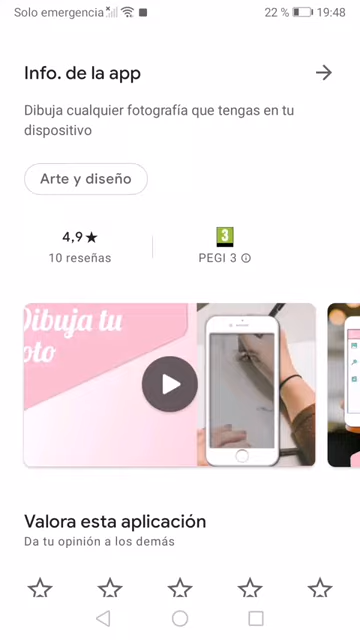 Solo emergencia
22 %
19:48
Info. de la app
Dibuja cualquier fotografía que tengas en tu
dispositivo
Arte y diseño
4,9★
10 reseñas
3
PEGI 3
Dibuja tu
oto
Valora esta aplicación
Da tu opinión a los demás